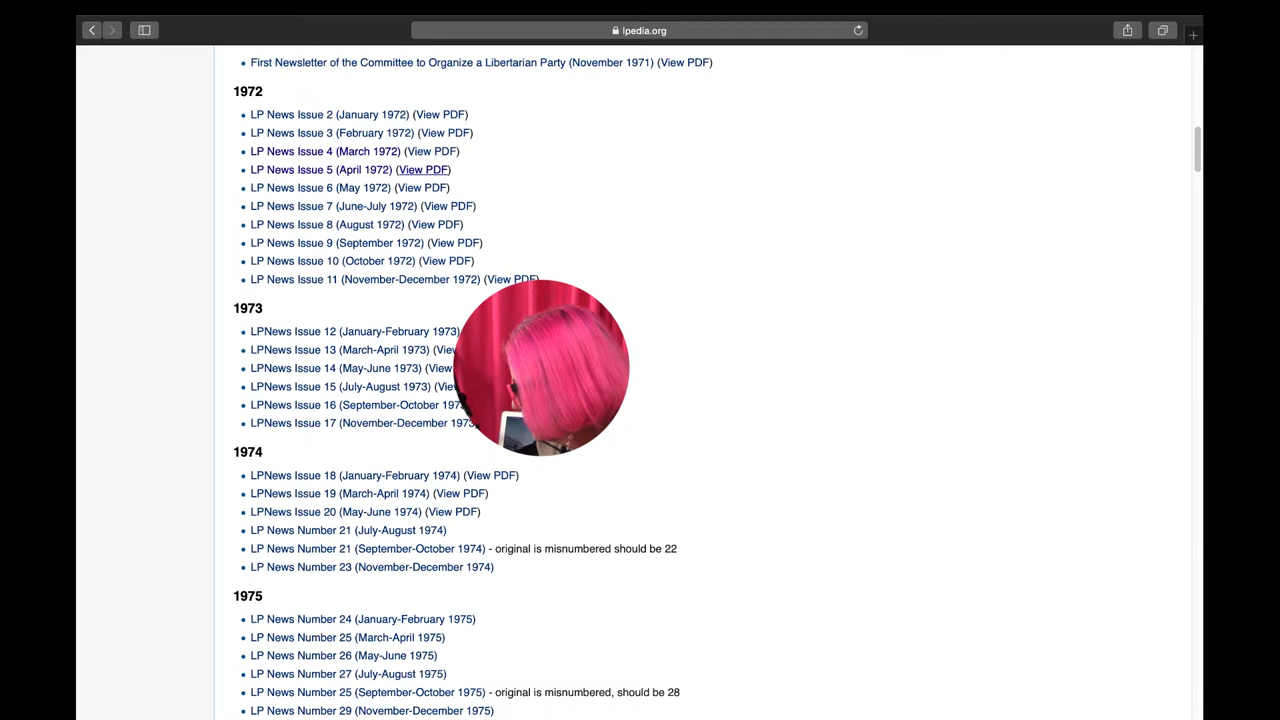 lpedia.org
First Newsletter of the Committee to Organize a Libertarian Party (November 1971) (View PDF)
1972
LP News Issue 2 (January 1972) (View PDF)
LP News Issue 3 (February 1972) (View PDF)
LP News Issue 4 (March 1972) (View PDF)
LP News Issue 5 (April 1972) (View PDF)
LP News Issue 6 (May 1972) (View PDF)
LP News Issue 7 (June-July 1972) (View PDF)
LP News Issue 8 (August 1972) (View PDF)
LP News Issue 9 (September 1972) (View PDF)
LP News Issue 10 (October 1972) (View PDF)
LP News Issue 11 (November-December 1972) (View PDF)
1973
LPNews Issue 12 (January-February 1973)
LPNews Issue 13 (March-April 1973) (View
LPNews Issue 14 (May-June 1973) (View
LPNews Issue 15 (July-August 1973) (View
LPNews Issue 16 (September-October 1973
LPNews Issue 17 (November-December 1973
1974
LPNews Issue 18 (January-February 1974) (View PDF)
LPNews Issue 19 (March-April 1974) (View PDF)
LPNews Issue 20 (May-June 1974) (View PDF)
LP News Number 21 (July-August 1974)
LP News Number 21 (September-October 1974) - original is misnumbered should be 22
LP News Number 23 (November-December 1974)
1975
LP News Number 24 (January-February 1975)
LP News Number 25 (March-April 1975)
LP News Number 26 (May-June 1975)
LP News Number 27 (July-August 1975)
LP News Number 25 (September-October 1975) - original is misnumbered, should be 28
LP News Number 29 (November-December 1975)